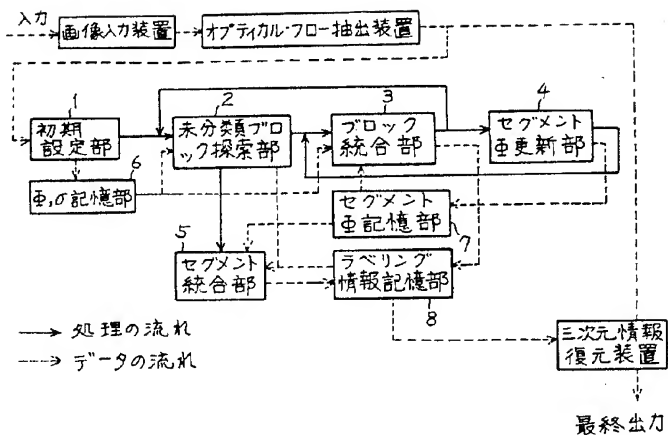 入力
画像入力装置
オプティカル・フロー抽出装置
1
2
3
4
初期
設定部
未分類ブロ
ック探索部
ブロック
統合部
セグメント
Φ更新部
6
Φ,σ記憶部
セグメント
Φ記憶部
7
5
セグメント
統合部
ラベリング
情報記憶部
8
処理の流れ
データの流れ
三次元情報
復元装置
最終出力